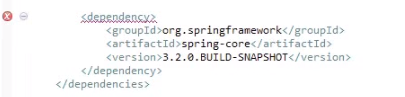 <dependency>
<groupId>org.springframework</groupId>
<artifactId>spring-core</artifactId>
<version>3.2.0.BUILD-SNAPSHOT</version>
</dependency>
</dependencies>